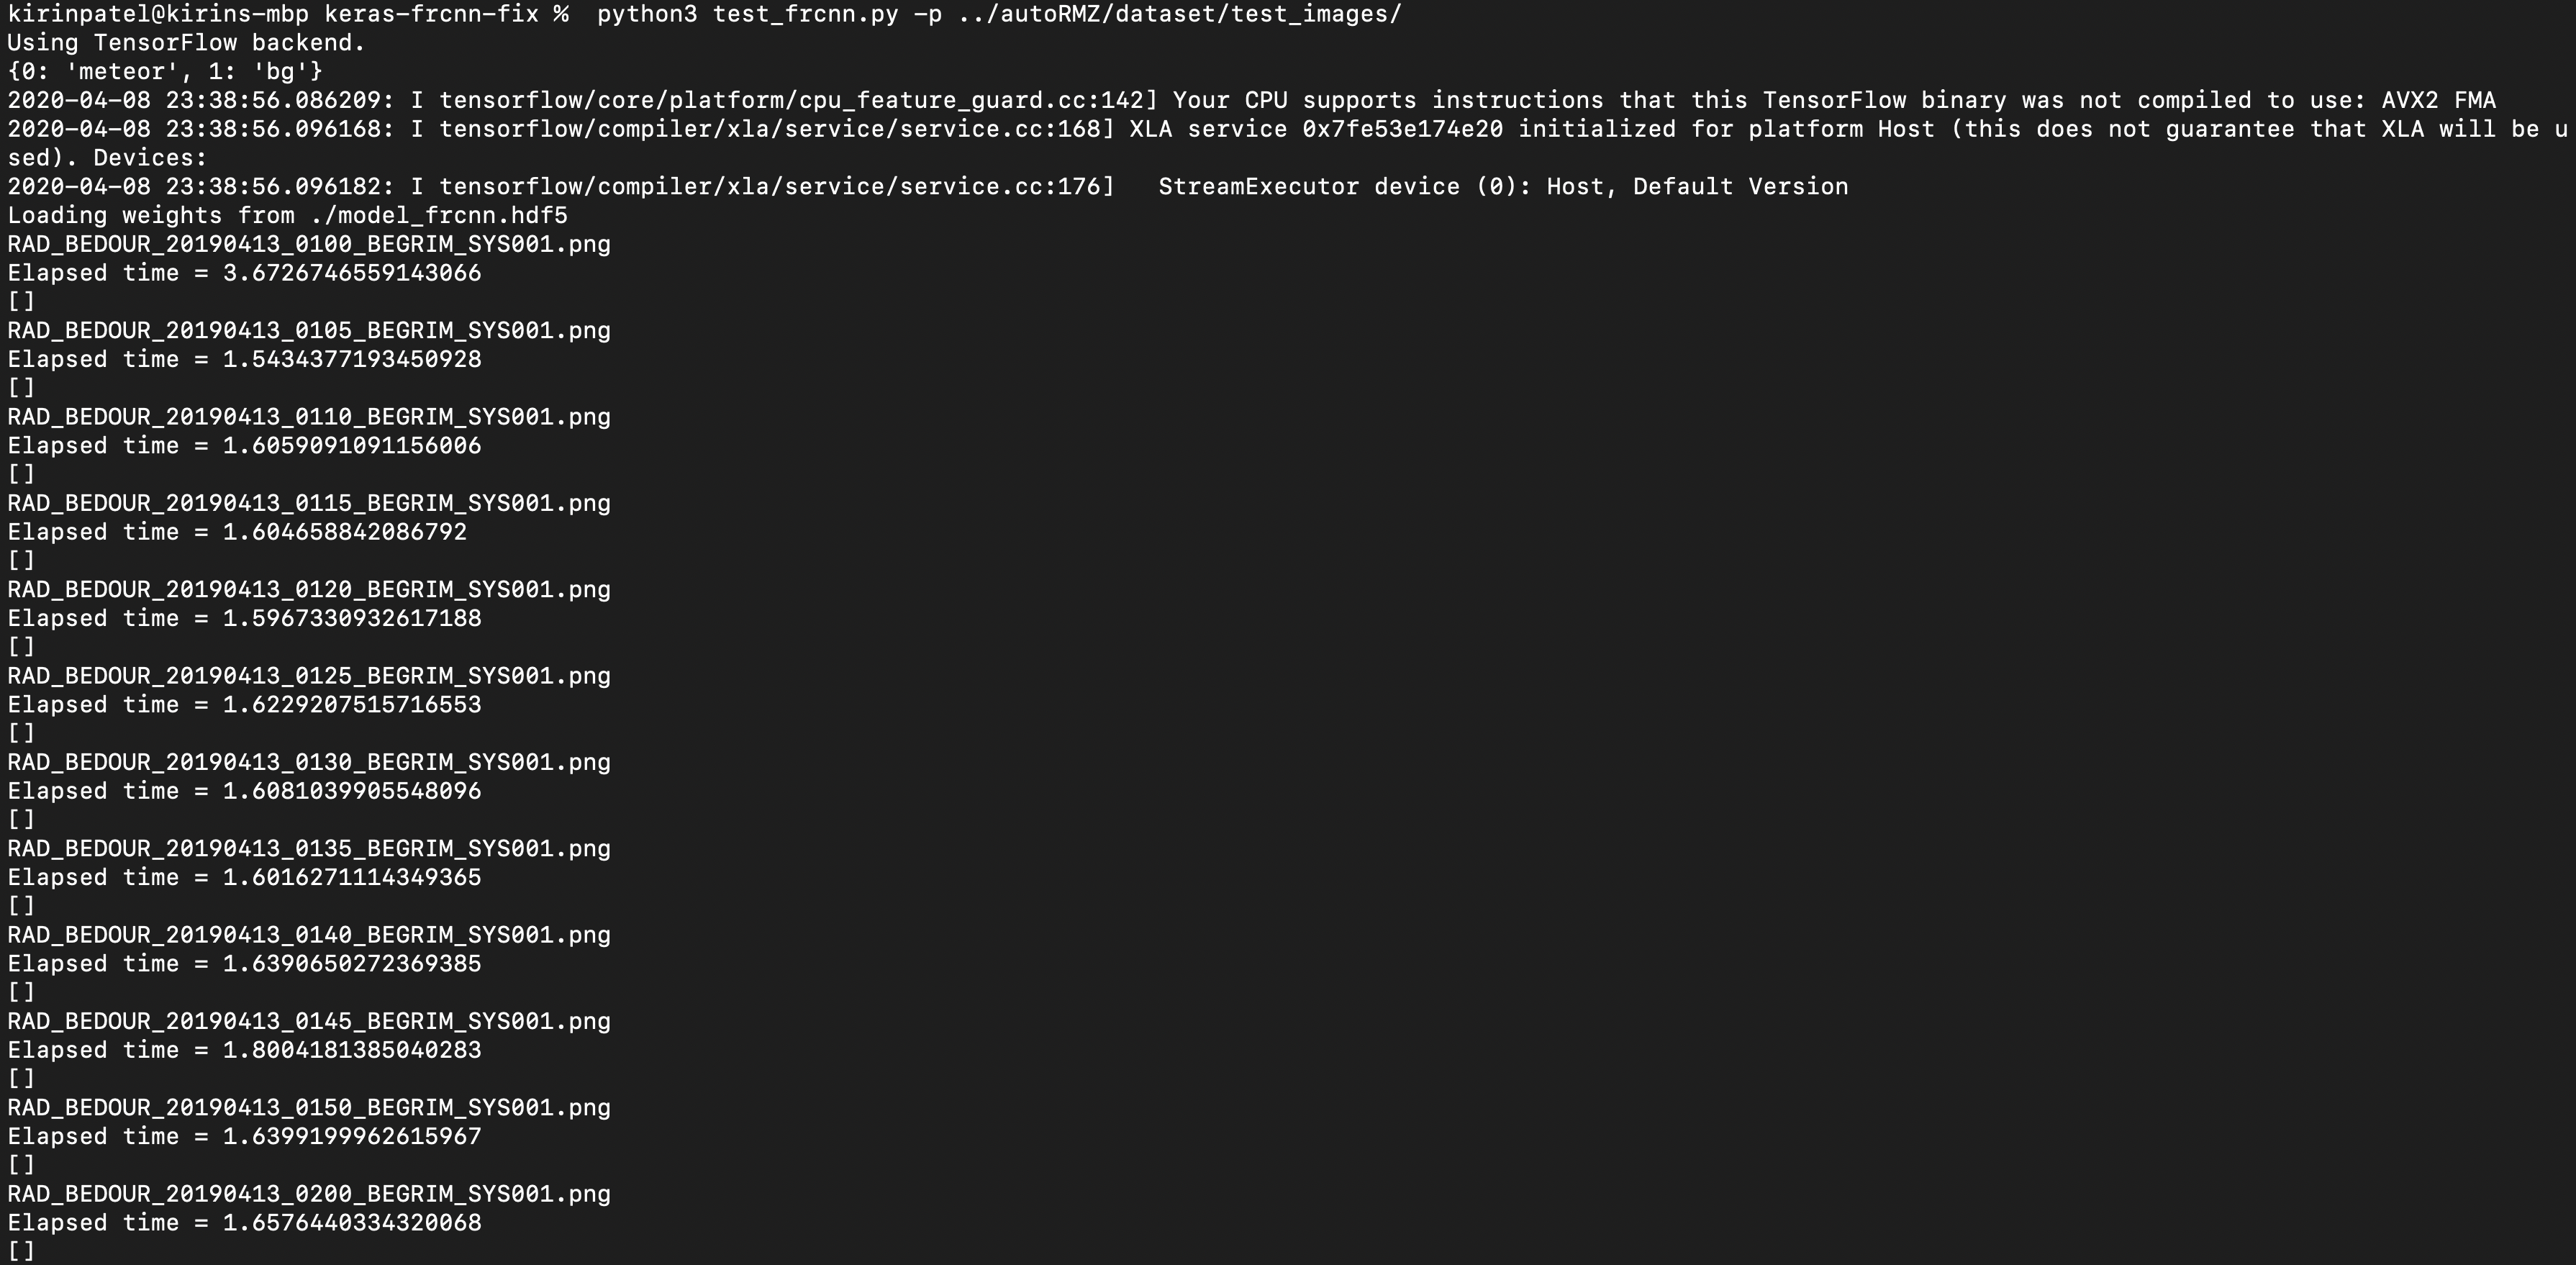 kirinpatel@kirins-mbp keras-frcnn-fix %  python3 test_frcnn.py -p ../autoRMZ/dataset/test_images/
Using TensorFlow backend.
{0: 'meteor', 1: 'bg'}
2020-04-08 23:38:56.086209: I tensorflow/core/platform/cpu_feature_guard.cc:142] Your CPU supports instructions that this TensorFlow binary was not compiled to use: AVX2 FMA
2020-04-08 23:38:56.096168: I tensorflow/compiler/xla/service/service.cc:168] XLA service 0x7fe53e174e20 initialized for platform Host (this does not guarantee that XLA will be u
sed). Devices:
2020-04-08 23:38:56.096182: I tensorflow/compiler/xla/service/service.cc:176]   StreamExecutor device (0): Host, Default Version
Loading weights from ./model_frcnn.hdf5
RAD_BEDOUR_20190413_0100_BEGRIM_SYS001.png
Elapsed time = 3.6726746559143066
[]
RAD_BEDOUR_20190413_0105_BEGRIM_SYS001.png
Elapsed time = 1.5434377193450928
[]
RAD_BEDOUR_20190413_0110_BEGRIM_SYS001.png
Elapsed time = 1.6059091091156006
[]
RAD_BEDOUR_20190413_0115_BEGRIM_SYS001.png
Elapsed time = 1.604658842086792
[]
RAD_BEDOUR_20190413_0120_BEGRIM_SYS001.png
Elapsed time = 1.5967330932617188
[]
RAD_BEDOUR_20190413_0125_BEGRIM_SYS001.png
Elapsed time = 1.6229207515716553
[]
RAD_BEDOUR_20190413_0130_BEGRIM_SYS001.png
Elapsed time = 1.6081039905548096
[]
RAD_BEDOUR_20190413_0135_BEGRIM_SYS001.png
Elapsed time = 1.6016271114349365
[]
RAD_BEDOUR_20190413_0140_BEGRIM_SYS001.png
Elapsed time = 1.6390650272369385
[]
RAD_BEDOUR_20190413_0145_BEGRIM_SYS001.png
Elapsed time = 1.8004181385040283
[]
RAD_BEDOUR_20190413_0150_BEGRIM_SYS001.png
Elapsed time = 1.6399199962615967
[]
RAD_BEDOUR_20190413_0200_BEGRIM_SYS001.png
Elapsed time = 1.6576440334320068
[]